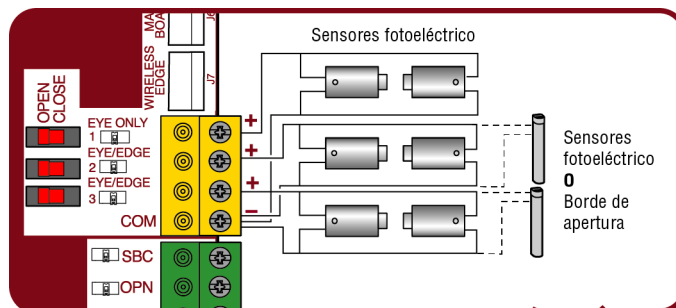 MA
BOA
J6
WIRELESS
EDGE
J7
OPEN
CLOSE
EYE ONLY
1
EYE/EDGE
2
EYE/EDGE
3
COM
SBC
OPN
+
+
+
−
Sensores fotoeléctrico
Sensores
fotoeléctrico
O
Borde de
apertura